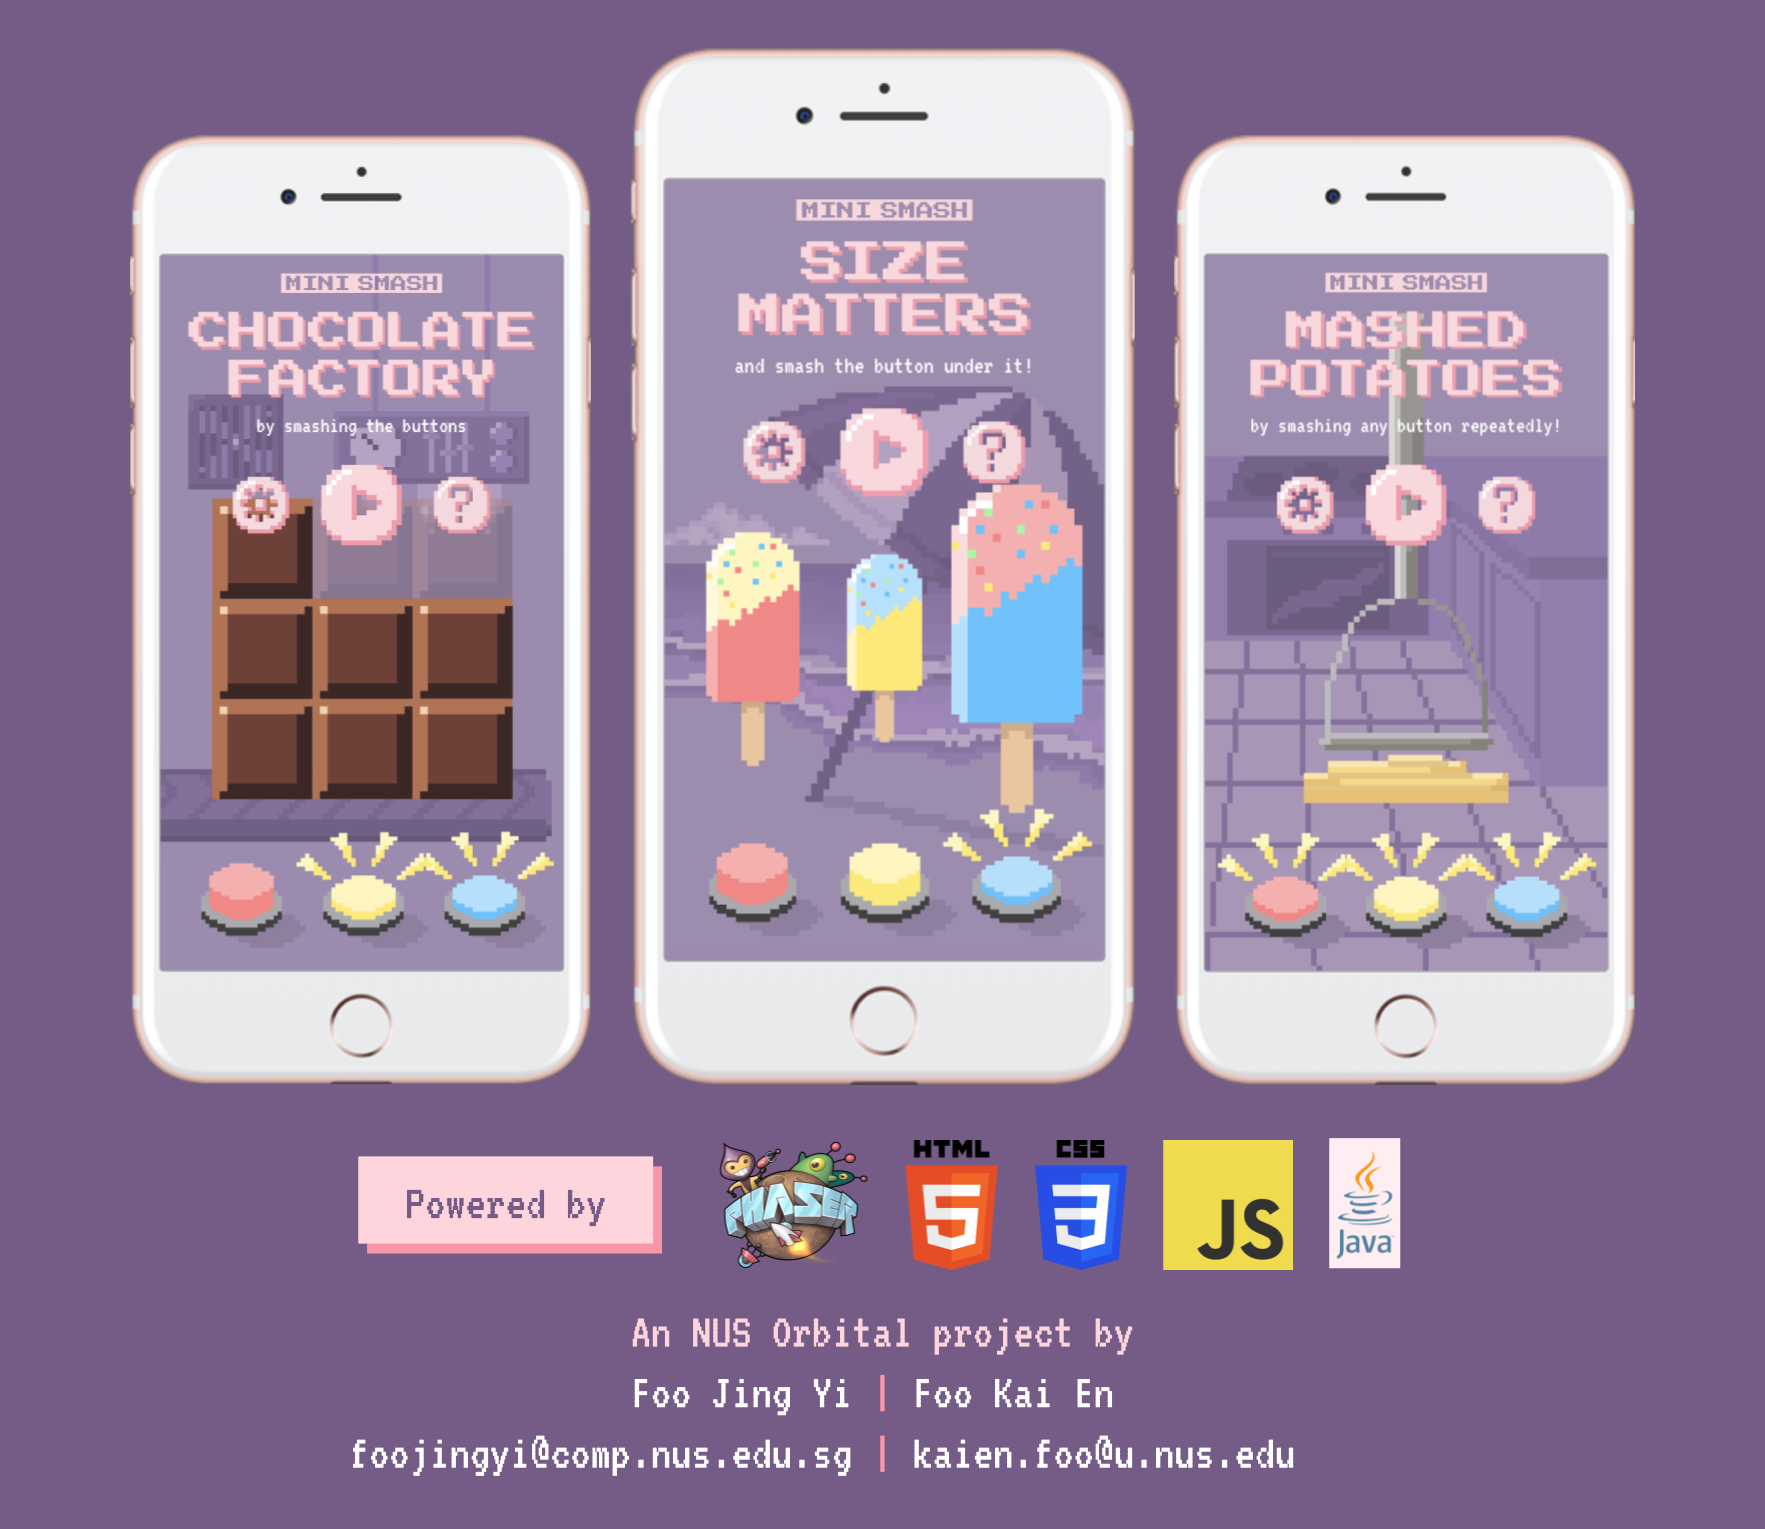 MINI SMASH
CHOCOLATE
FACTORY
by smashing the buttons
MINI SMASH
SIZE
MATTERS
and smash the button under it!
MINI SMASH
MASHED
POTATOES
by smashing any button repeatedly!
?
?
?
Powered by
PHASER
HTML
5
CSS
3
JS
Java
An NUS Orbital project by
Foo Jing Yi | Foo Kai En
foojingyi@comp.nus.edu.sg | kaien.foo@u.nus.edu